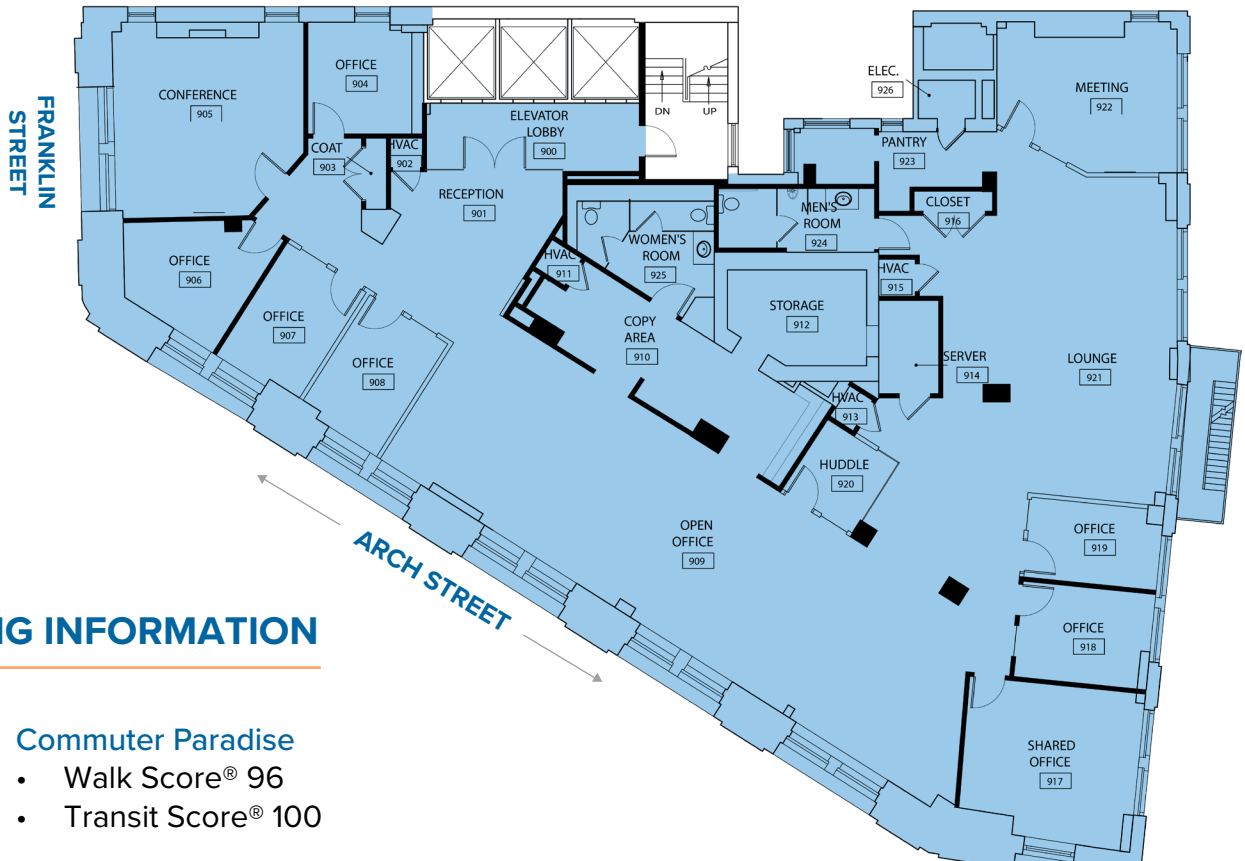 FRANKLIN
STREET
CONFERENCE
905
OFFICE
904
COAT
903
HVAC
902
ELEVATOR
LOBBY
900
DN
UP
RECEPTION
901
ELEC.
926
MEETING
922
PANTRY
923
CLOSET
916
MEN'S
ROOM
924
WOMEN'S
ROOM
925
HVAC
911
HVAC
915
OFFICE
906
OFFICE
907
OFFICE
908
COPY
AREA
910
STORAGE
912
SERVER
914
LOUNGE
921
HVAC
913
HUDDLE
920
OPEN
OFFICE
909
OFFICE
919
OFFICE
918
SHARED
OFFICE
917
ARCH STREET
NG INFORMATION
Commuter Paradise
• Walk Score® 96
• Transit Score® 100